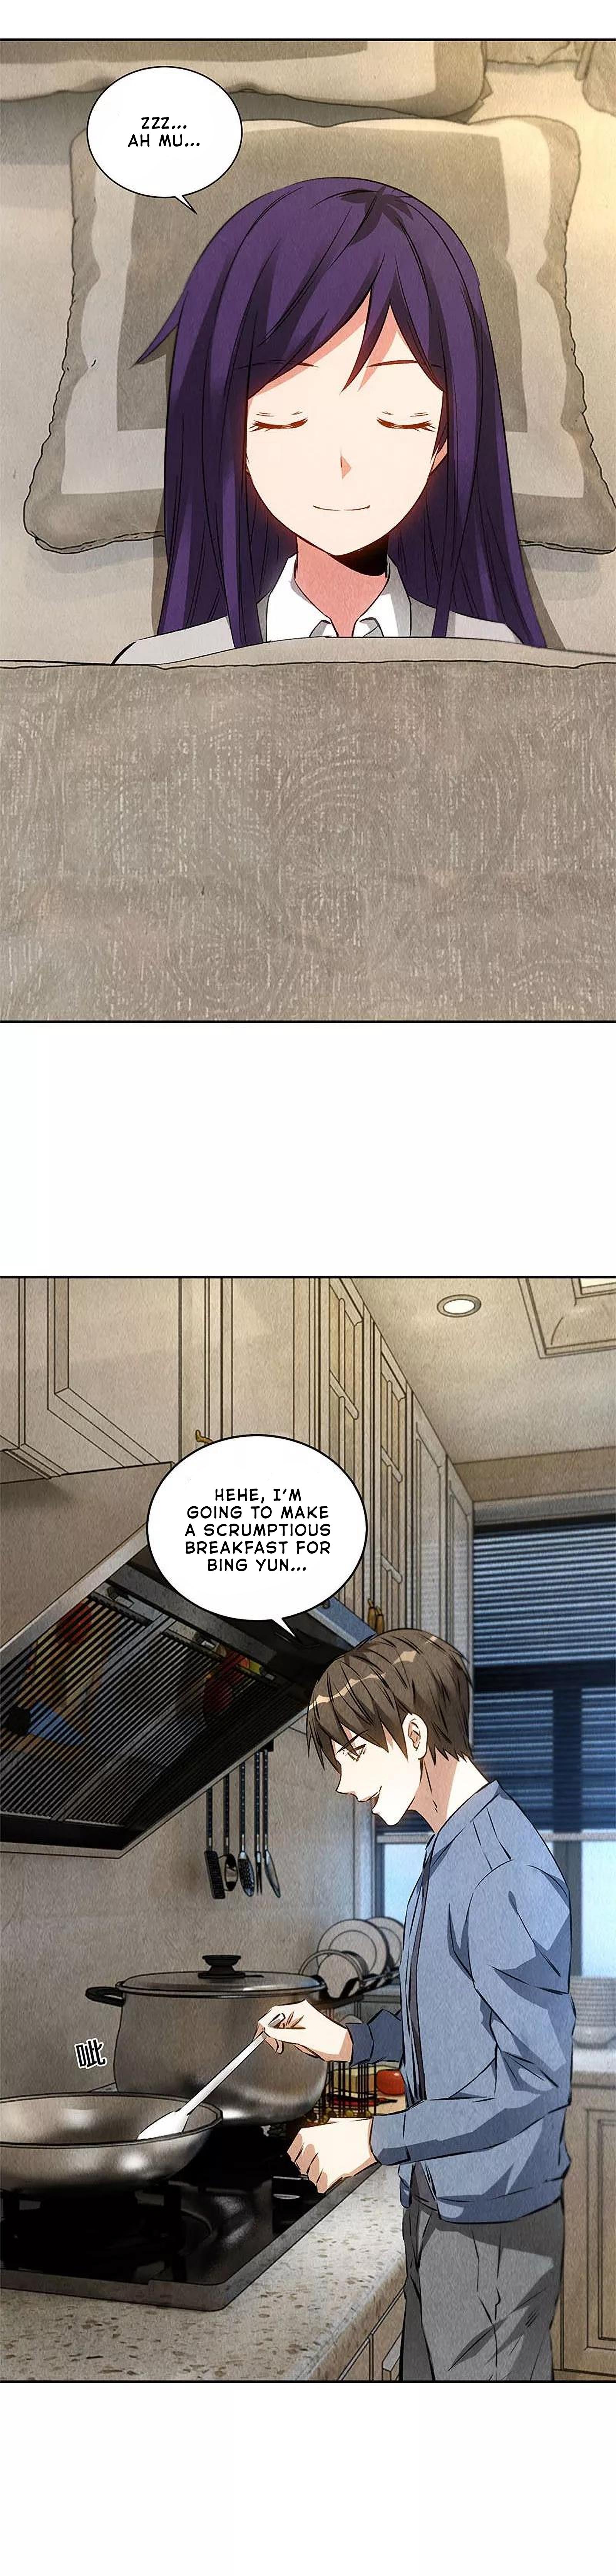 ZZZ...
AH MU...
HEHE, I'M
GOING TO MAKE
A SCRUMPTIOUS
BREAKFAST FOR
BING YUN...
呲